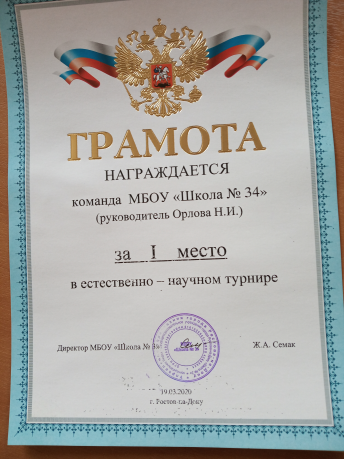 ГРАМОТА
НАГРАЖДАЕТСЯ
команда МБОУ «Школа № 34»
(руководитель Орлова Н.И.)
за I место
в естественно – научном турнире
Директор МБОУ «Школа № Ж.А. Семак
19.03.2020
г. Ростов-на-Дону